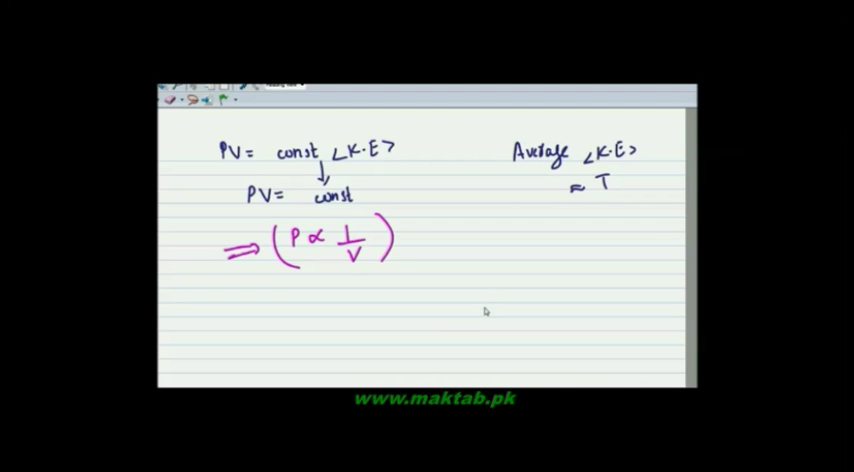 PV = const <K.E>
PV = const
⇒ (P ∝ 1/V)
Average <K.E>
≈ T
www.maktab.pk